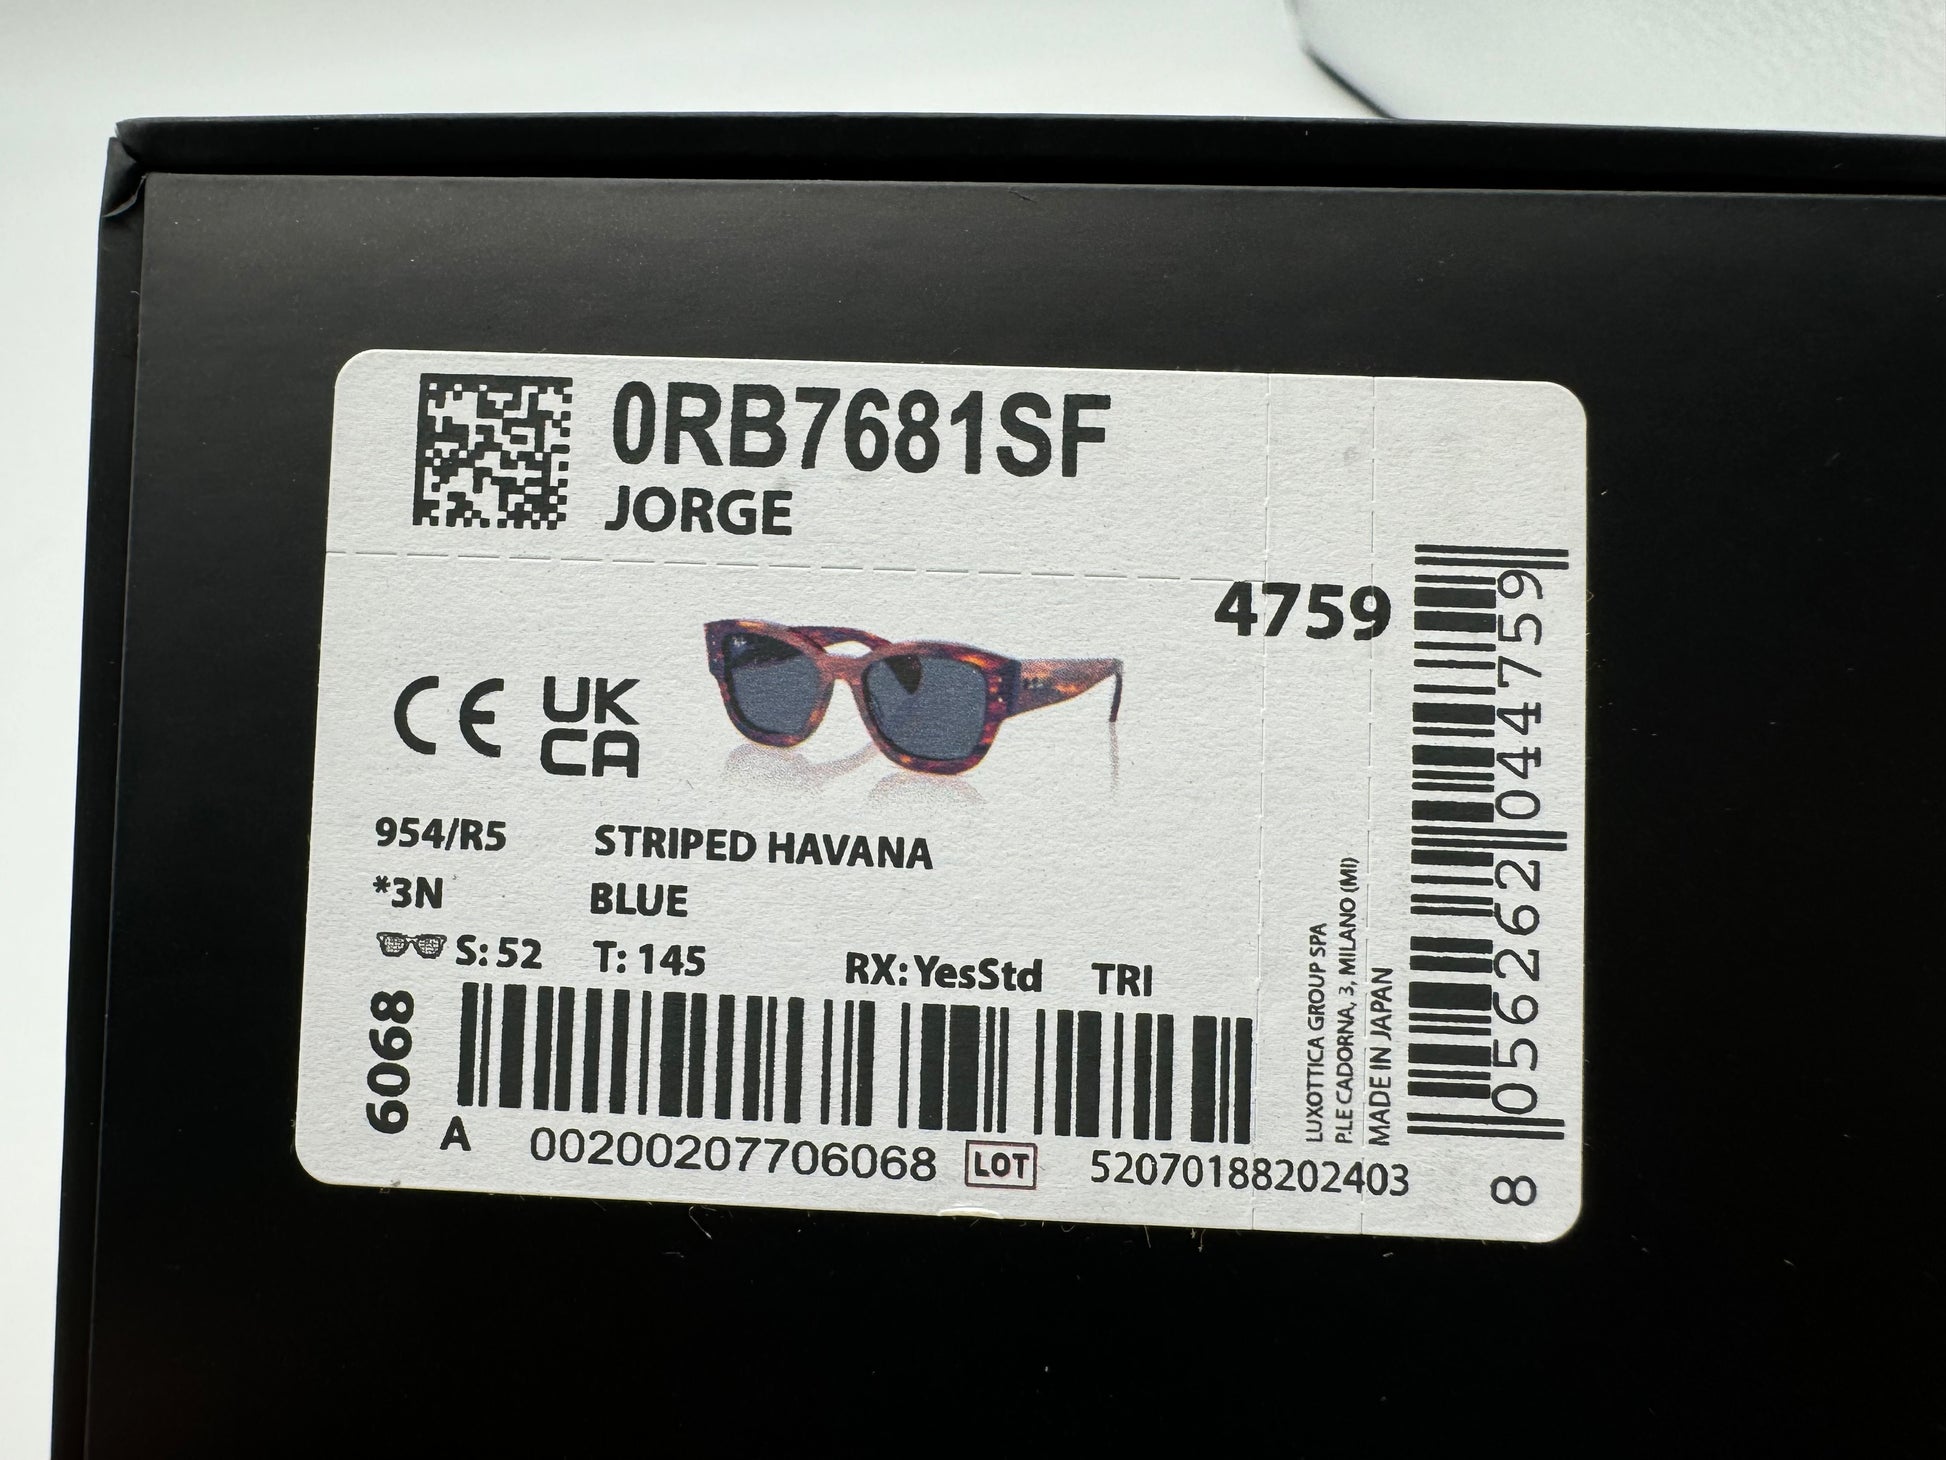 0RB7681SF
JORGE
4759
CE
UK
CA
954/R5 STRIPED HAVANA
*3N BLUE
S: 52 T: 145 RX: YesStd TRI
6068
A 00200207706068 LOT 52070188202403
LUXOTTICA GROUP SPA
P.LE CADORNA, 3, MILANO (MI)
MADE IN JAPAN
8 056262 044759